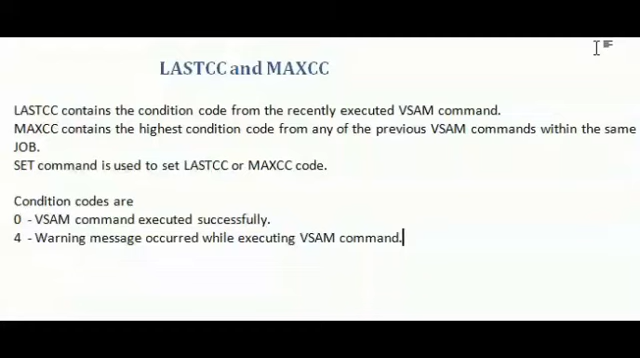 LASTCC and MAXCC
LASTCC contains the condition code from the recently executed VSAM command.
MAXCC contains the highest condition code from any of the previous VSAM commands within the same
JOB.
SET command is used to set LASTCC or MAXCC code.
Condition codes are
0 - VSAM command executed successfully.
4 - Warning message occurred while executing VSAM command.